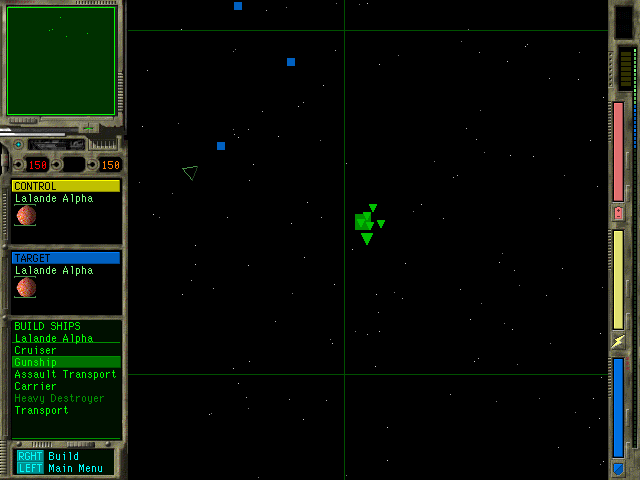 150 150
CONTROL
Lalande Alpha
TARGET
Lalande Alpha
BUILD SHIPS
Lalande Alpha
Cruiser
Gunship
Assault Transport
Carrier
Heavy Destroyer
Transport
RGHT Build
LEFT Main Menu